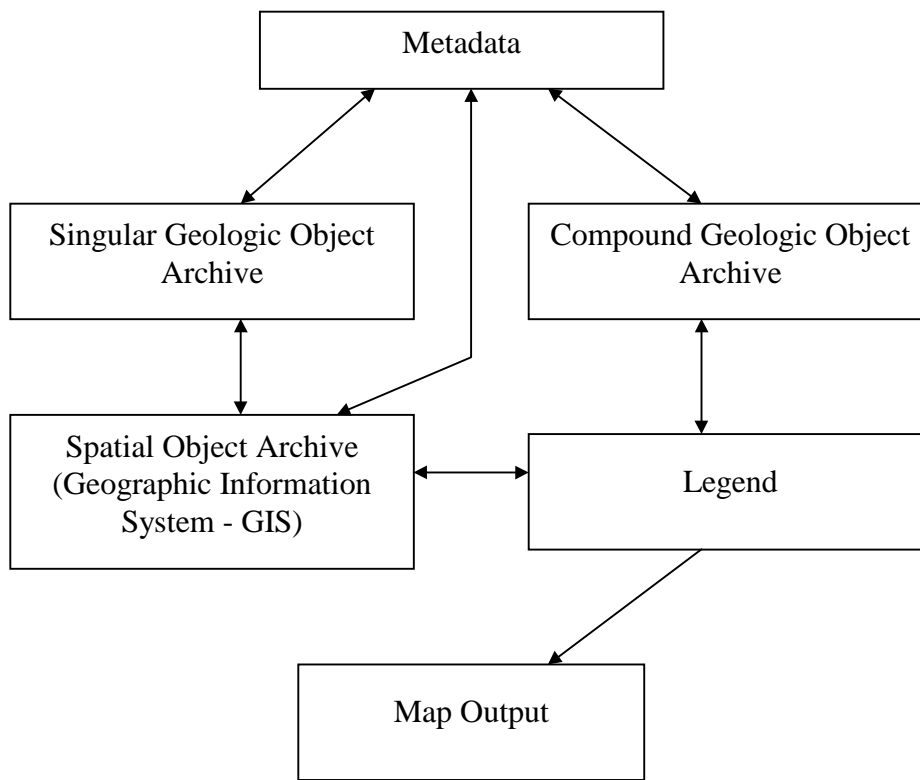 Metadata
Singular Geologic Object
Archive
Compound Geologic Object
Archive
Spatial Object Archive
(Geographic Information
System - GIS)
Legend
Map Output